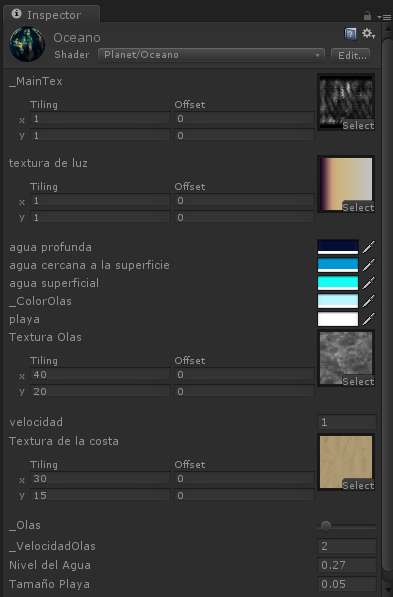 Inspector
Oceano
Shader Planet/Oceano Edit...
_MainTex
Tiling Offset
x 1 0
y 1 0
Select
textura de luz
Tiling Offset
x 1 0
y 1 0
Select
agua profunda
agua cercana a la superficie
agua superficial
_ColorOlas
playa
Textura Olas
Tiling Offset
x 40 0
y 20 0
Select
velocidad 1
Textura de la costa
Tiling Offset
x 30 0
y 15 0
Select
_Olas
_VelocidadOlas 2
Nivel del Agua 0.27
Tamaño Playa 0.05